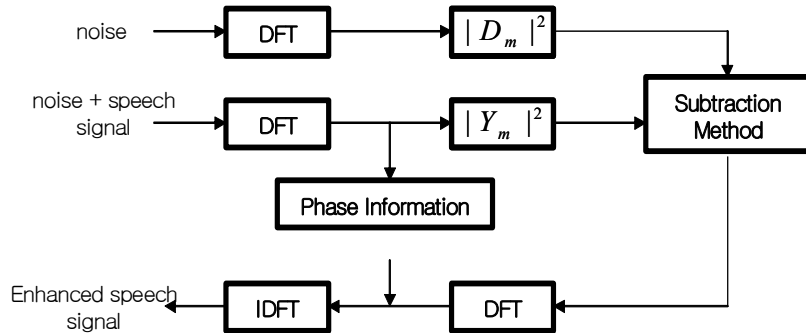 noise
DFT
| D_m |^2
noise + speech
signal
DFT
| Y_m |^2
Subtraction
Method
Phase Information
Enhanced speech
signal
IDFT
DFT